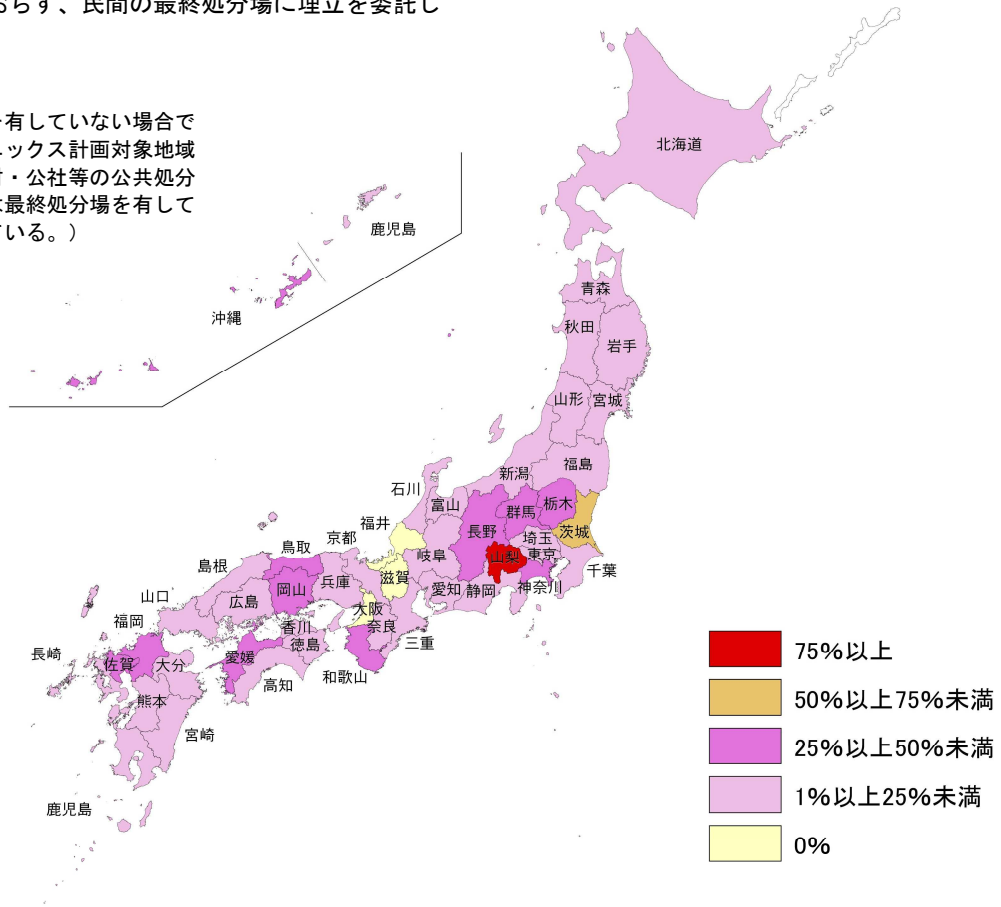 おらず、民間の最終処分場に埋立を委託し
有していない場合で
ニックス計画対象地域
・公社等の公共処分
最終処分場を有して
いる。）
北海道
鹿児島
沖縄
青森
秋田
岩手
山形
宮城
福島
新潟
石川
富山
栃木
群馬
福井
長野
茨城
埼玉
京都
鳥取
岐阜
山梨
東京
島根
兵庫
滋賀
千葉
岡山
愛知
静岡
神奈川
山口
広島
大阪
福岡
香川
奈良
徳島
三重
長崎
佐賀
大分
愛媛
和歌山
高知
熊本
宮崎
鹿児島
75%以上
50%以上75%未満
25%以上50%未満
1%以上25%未満
0%